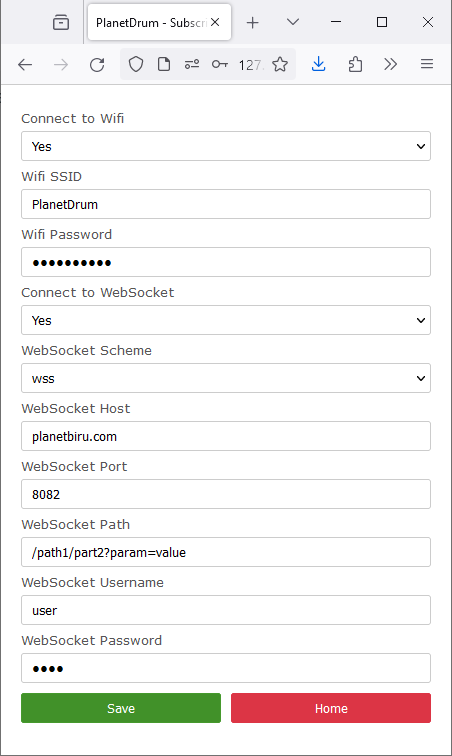 PlanetDrum - Subscri
127.
Connect to Wifi
Yes
Wifi SSID
PlanetDrum
Wifi Password
●●●●●●●●●●
Connect to WebSocket
Yes
WebSocket Scheme
wss
WebSocket Host
planetbiru.com
WebSocket Port
8082
WebSocket Path
/path1/part2?param=value
WebSocket Username
user
WebSocket Password
●●●●
Save Home